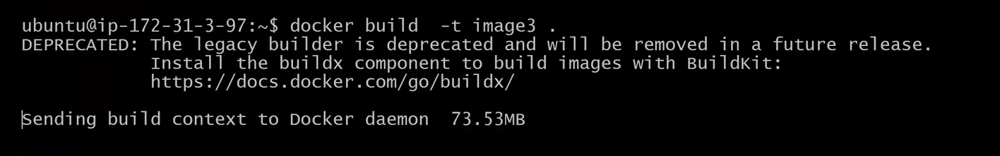 ubuntu@ip-172-31-3-97:~$ docker build  -t image3 .
DEPRECATED: The legacy builder is deprecated and will be removed in a future release.
            Install the buildx component to build images with BuildKit:
            https://docs.docker.com/go/buildx/
Sending build context to Docker daemon  73.53MB